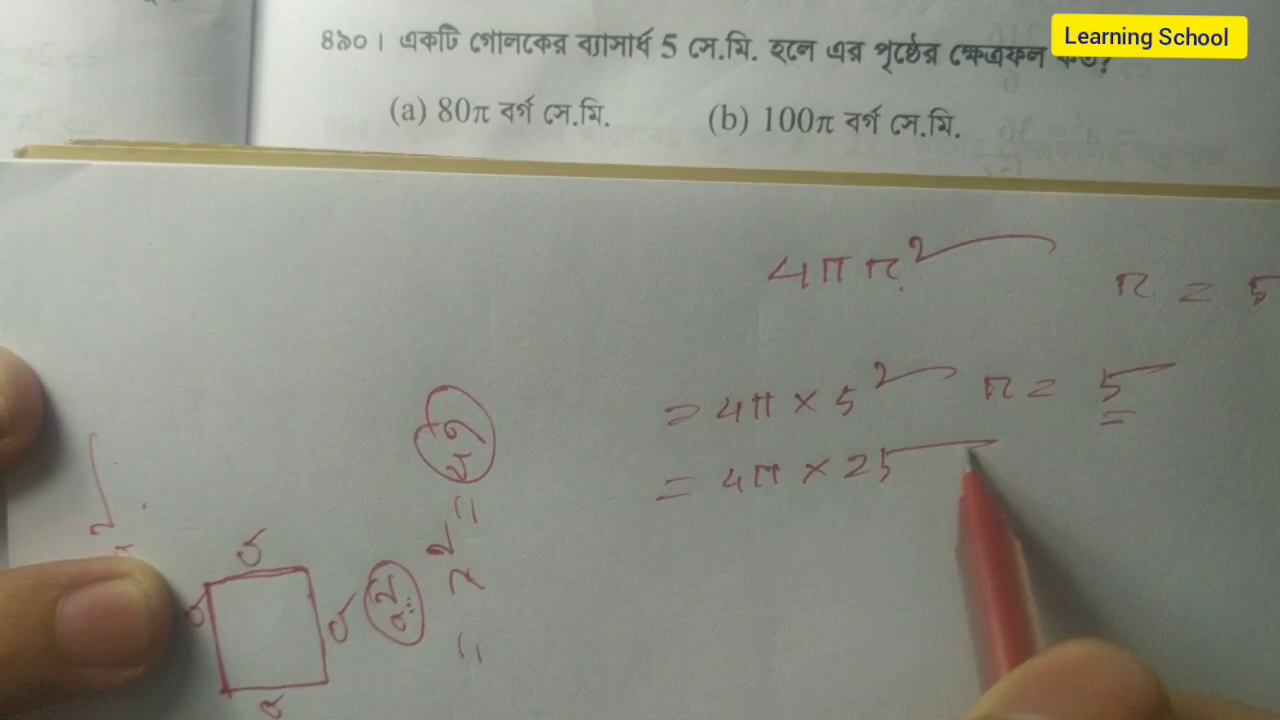 Learning School
৪৯০। একটি গোলকের ব্যাসার্ধ 5 সে.মি. হলে এর পৃষ্ঠের ক্ষেত্রফল কত?
(a) 80π বর্গ সে.মি. (b) 100π বর্গ সে.মি.
4πr² r = 5
= 4π × 5² r = 5
= 4π × 25